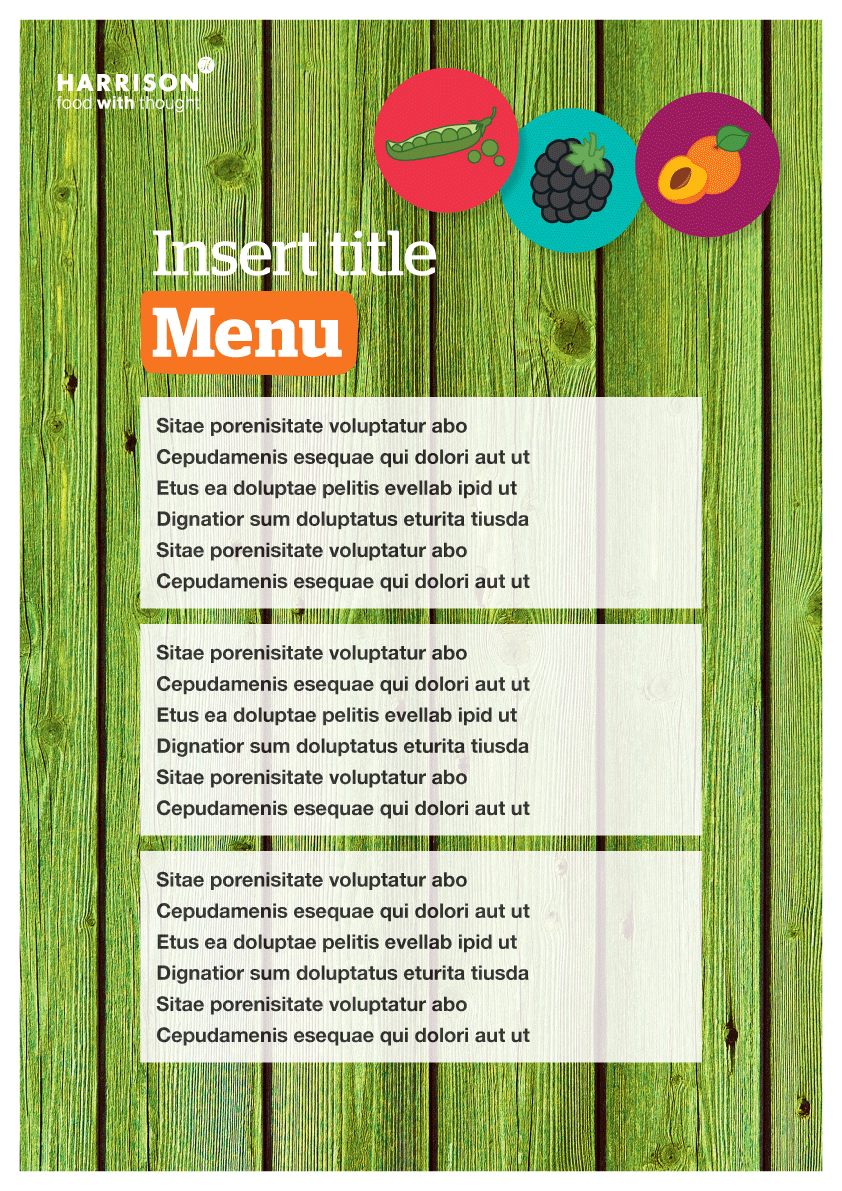 HARRISON
food with thought
Insert title
Menu
Sitae porenisitate voluptatur abo
Cepudamenis esequae qui dolori aut ut
Etus ea doluptae pelitis evellab ipid ut
Dignatior sum doluptatus eturita tiusda
Sitae porenisitate voluptatur abo
Cepudamenis esequae qui dolori aut ut
Sitae porenisitate voluptatur abo
Cepudamenis esequae qui dolori aut ut
Etus ea doluptae pelitis evellab ipid ut
Dignatior sum doluptatus eturita tiusda
Sitae porenisitate voluptatur abo
Cepudamenis esequae qui dolori aut ut
Sitae porenisitate voluptatur abo
Cepudamenis esequae qui dolori aut ut
Etus ea doluptae pelitis evellab ipid ut
Dignatior sum doluptatus eturita tiusda
Sitae porenisitate voluptatur abo
Cepudamenis esequae qui dolori aut ut